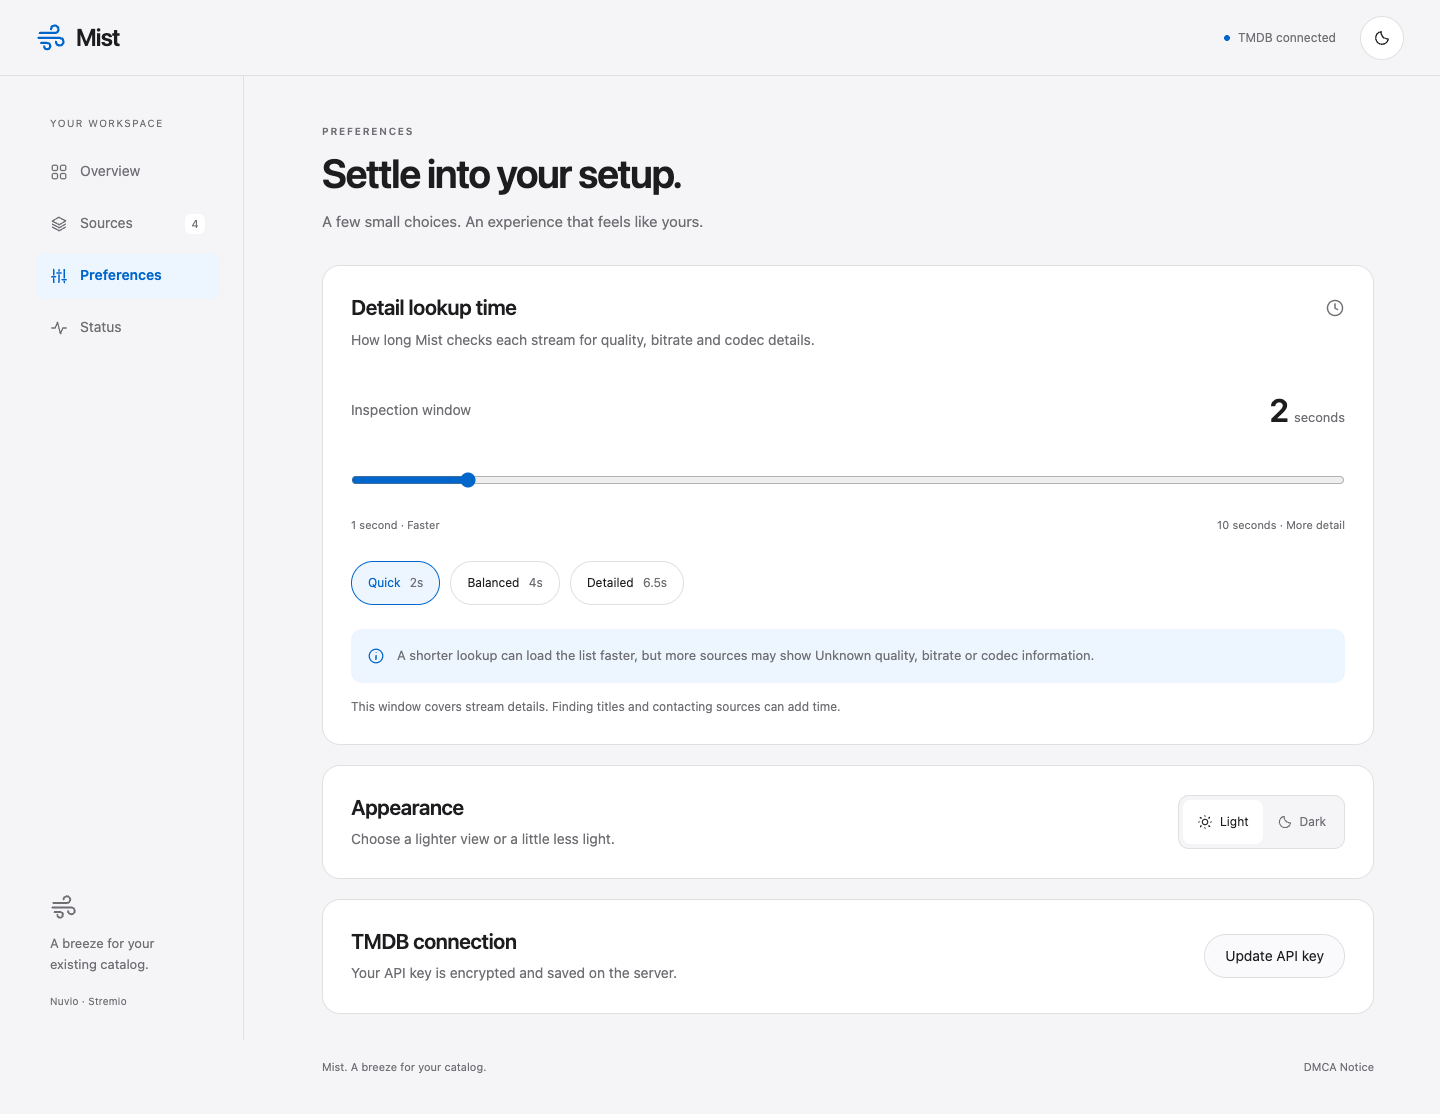 Mist
TMDB connected
YOUR WORKSPACE
Overview
Sources 4
Preferences
Status
PREFERENCES
Settle into your setup.
A few small choices. An experience that feels like yours.
Detail lookup time
How long Mist checks each stream for quality, bitrate and codec details.
Inspection window
2 seconds
1 second · Faster
10 seconds · More detail
Quick 2s
Balanced 4s
Detailed 6.5s
A shorter lookup can load the list faster, but more sources may show Unknown quality, bitrate or codec information.
This window covers stream details. Finding titles and contacting sources can add time.
Appearance
Choose a lighter view or a little less light.
Light
Dark
TMDB connection
Your API key is encrypted and saved on the server.
Update API key
A breeze for your
existing catalog.
Nuvio · Stremio
Mist. A breeze for your catalog.
DMCA Notice